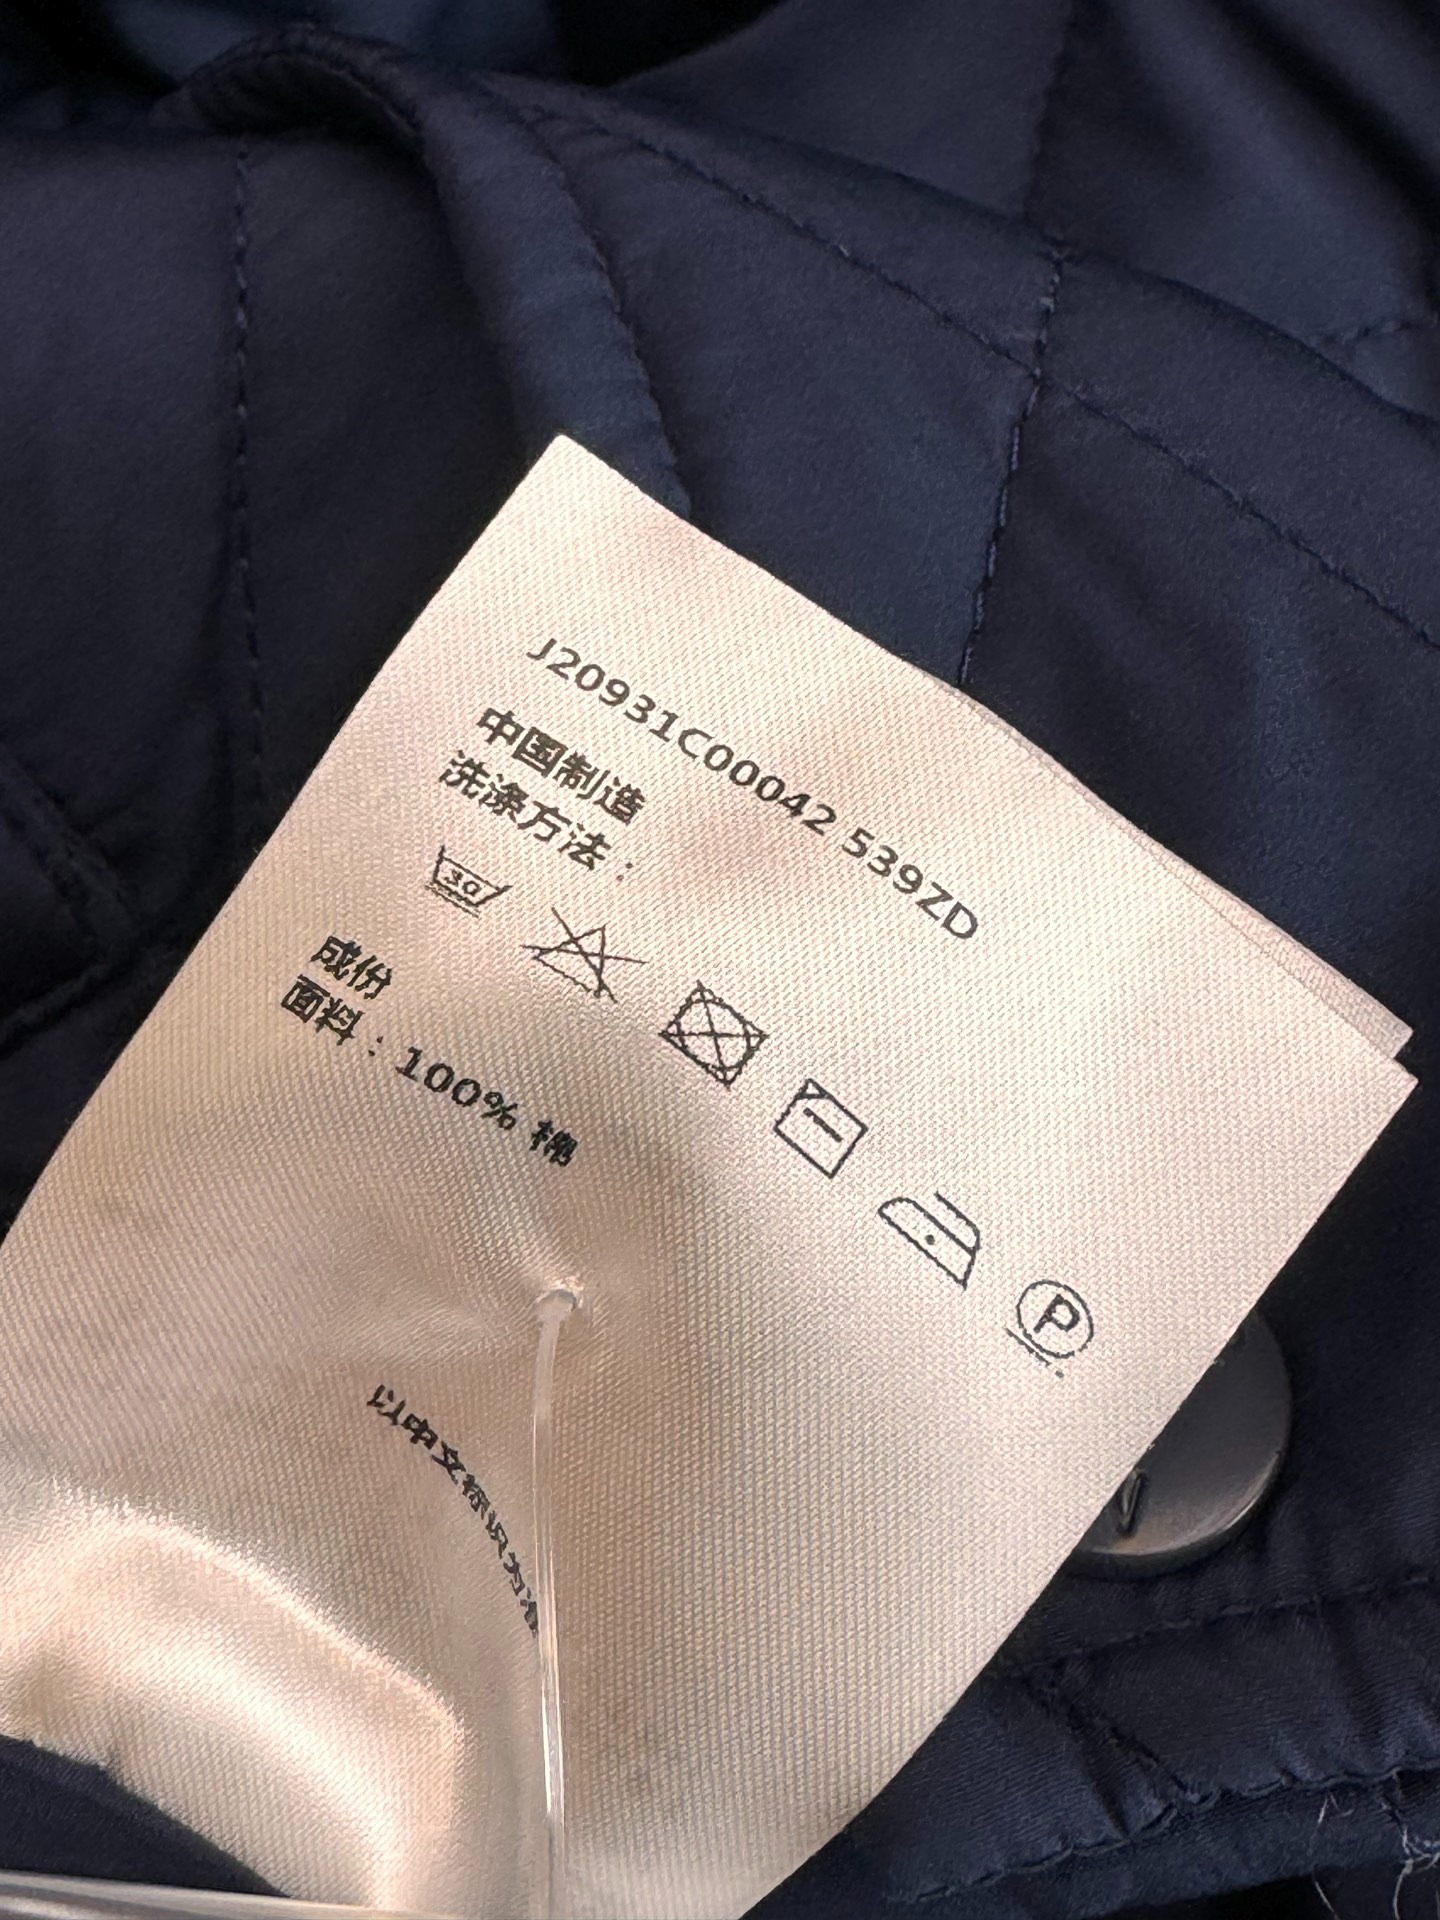 J20931C00042 539ZD
中国制造
洗涤方法：
30
P
成份
面料：100% 棉
以中文标识为准